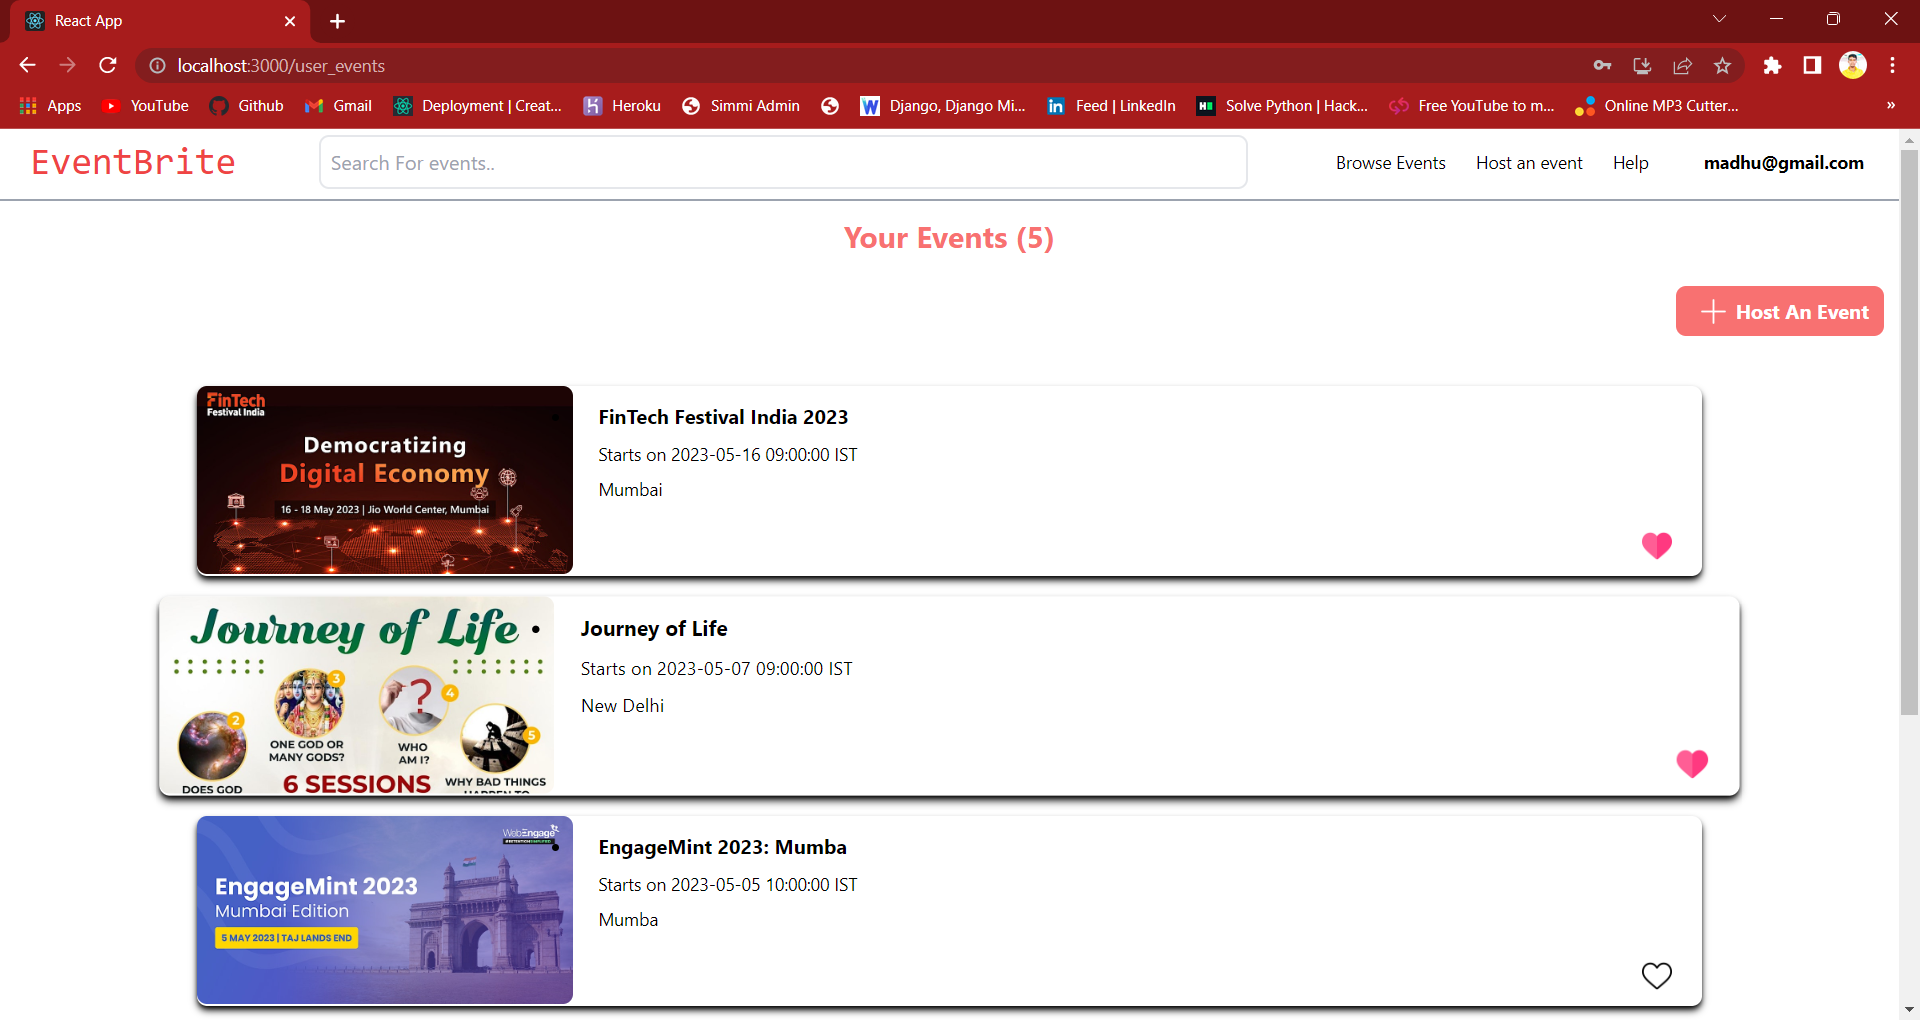 React App
localhost:3000/user_events
Apps YouTube Github Gmail Deployment | Creat... Heroku Simmi Admin Django, Django Mi... Feed | LinkedIn Solve Python | Hack... Free YouTube to m... Online MP3 Cutter... »
EventBrite
Search For events..
Browse Events Host an event Help madhu@gmail.com
Your Events (5)
Host An Event
FinTech
Festival India
Democratizing
Digital Economy
16 - 18 May 2023 | Jio World Center, Mumbai
FinTech Festival India 2023
Starts on 2023-05-16 09:00:00 IST
Mumbai
Journey of Life
2
DOES GOD
3
ONE GOD OR
MANY GODS?
4
WHO
AM I?
5
WHY BAD THINGS
HAPPEN TO
6 SESSIONS
Journey of Life
Starts on 2023-05-07 09:00:00 IST
New Delhi
WebEngage
EngageMint 2023
Mumbai Edition
5 MAY 2023 | TAJ LANDS END
EngageMint 2023: Mumba
Starts on 2023-05-05 10:00:00 IST
Mumba